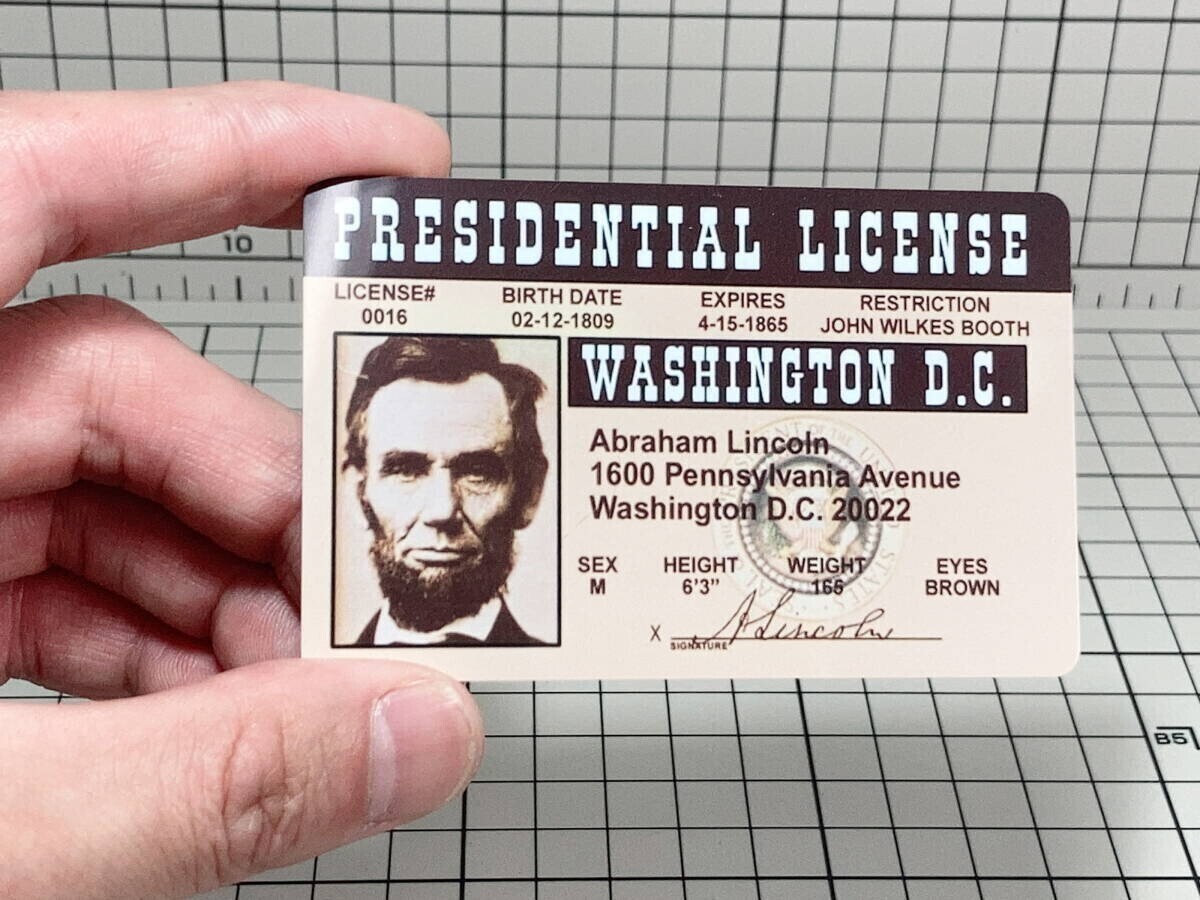 10
PRESIDENTIAL LICENSE
LICENSE# BIRTH DATE EXPIRES RESTRICTION
0016 02-12-1809 4-15-1865 JOHN WILKES BOOTH
WASHINGTON D.C.
Abraham Lincoln
1600 Pennsylvania Avenue
Washington D.C. 20022
SEX HEIGHT WEIGHT EYES
M 6'3" 165 BROWN
X A Lincoln
SIGNATURE
B5